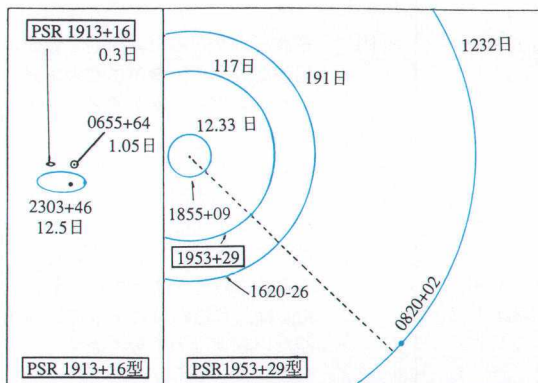 PSR 1913+16
0.3日
0655+64
1.05日
2303+46
12.5日
PSR 1913+16型
117日
191日
1232日
12.33 日
1855+09
1953+29
1620-26
0820+02
PSR1953+29型